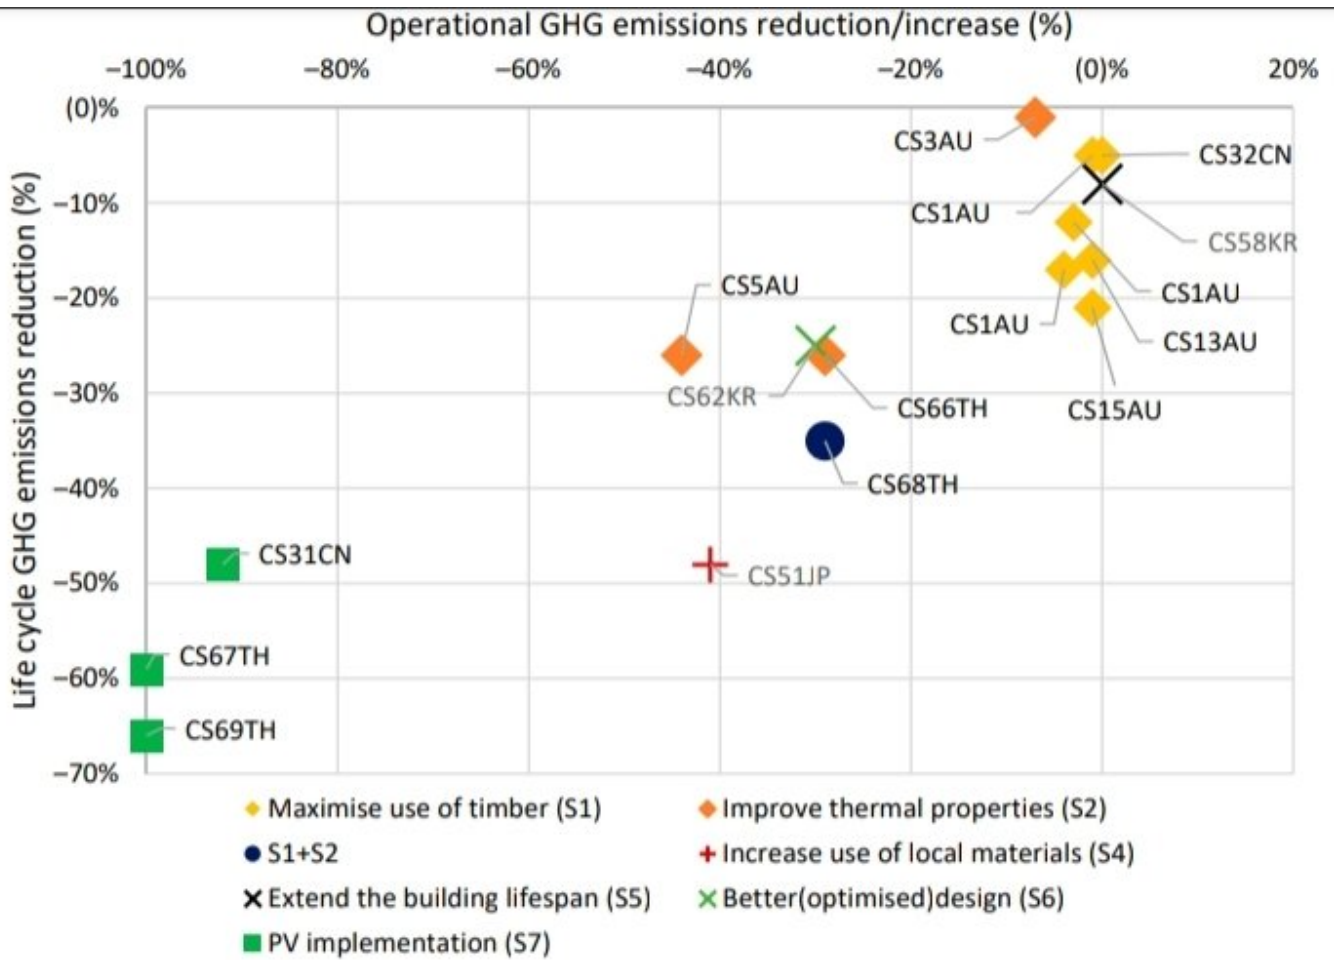 Operational GHG emissions reduction/increase (%)
–100% –80% –60% –40% –20% (0)% 20%
Life cycle GHG emissions reduction (%)
(0)%
–10%
–20%
–30%
–40%
–50%
–60%
–70%
CS3AU
CS32CN
CS1AU
CS58KR
CS5AU
CS1AU
CS1AU
CS13AU
CS62KR
CS66TH
CS15AU
CS68TH
CS31CN
CS51JP
CS67TH
CS69TH
Maximise use of timber (S1)
Improve thermal properties (S2)
S1+S2
Increase use of local materials (S4)
Extend the building lifespan (S5)
Better(optimised)design (S6)
PV implementation (S7)